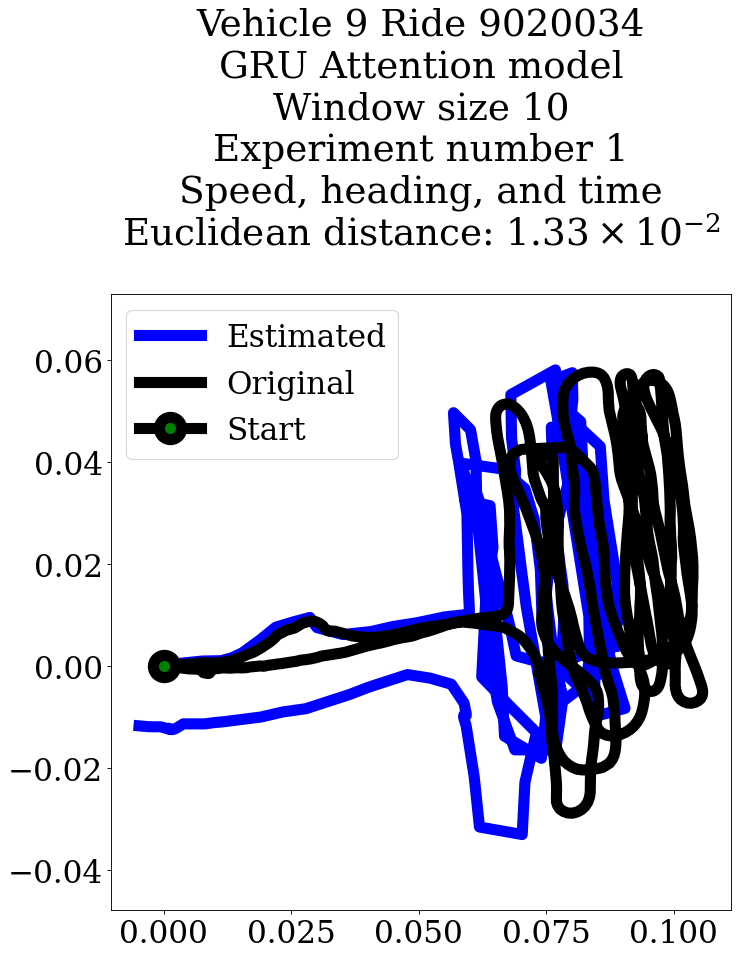 Vehicle 9 Ride 9020034
GRU Attention model
Window size 10
Experiment number 1
Speed, heading, and time
Euclidean distance: 1.33 × 10⁻²
Estimated
Original
Start
0.06
0.04
0.02
0.00
−0.02
−0.04
0.000 0.025 0.050 0.075 0.100